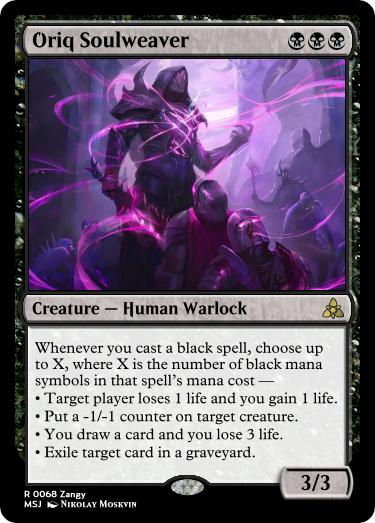 Oriq Soulweaver
Creature — Human Warlock
Whenever you cast a black spell, choose up
to X, where X is the number of black mana
symbols in that spell's mana cost —
• Target player loses 1 life and you gain 1 life.
• Put a -1/-1 counter on target creature.
• You draw a card and you lose 3 life.
• Exile target card in a graveyard.
3/3
R 0068 Zangy
MSJ Nikolay Moskvin